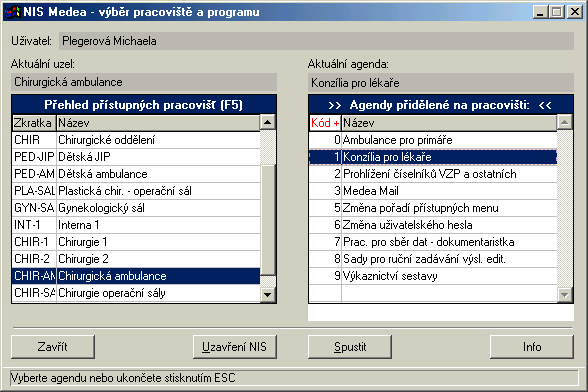 NIS Medea - výběr pracoviště a programu
Uživatel: Plegerová Michaela
Aktuální uzel:
Chirurgická ambulance
Přehled přístupných pracovišť (F5)
Zkratka Název
CHIR Chirurgické oddělení
PED-JIP Dětská JIP
PED-AM Dětská ambulance
PLA-SAL Plastická chir. - operační sál
GYN-SA Gynekologický sál
INT-1 Interna 1
CHIR-1 Chirurgie 1
CHIR-2 Chirurgie 2
CHIR-AM Chirurgická ambulance
CHIR-SA Chirurgie operační sály
Aktuální agenda:
Konzília pro lékaře
>> Agendy přidělené na pracovišti: <<
Kód + Název
0 Ambulance pro primáře
1 Konzília pro lékaře
2 Prohlížení číselníků VZP a ostatních
3 Medea Mail
5 Změna pořadí přístupných menu
6 Změna uživatelského hesla
7 Prac. pro sběr dat - dokumentaristka
8 Sady pro ruční zadávání výsl. edit.
9 Výkaznictví sestavy
Zavřít
Uzavření NIS
Spustit
Info
Vyberte agendu nebo ukončete stisknutím ESC